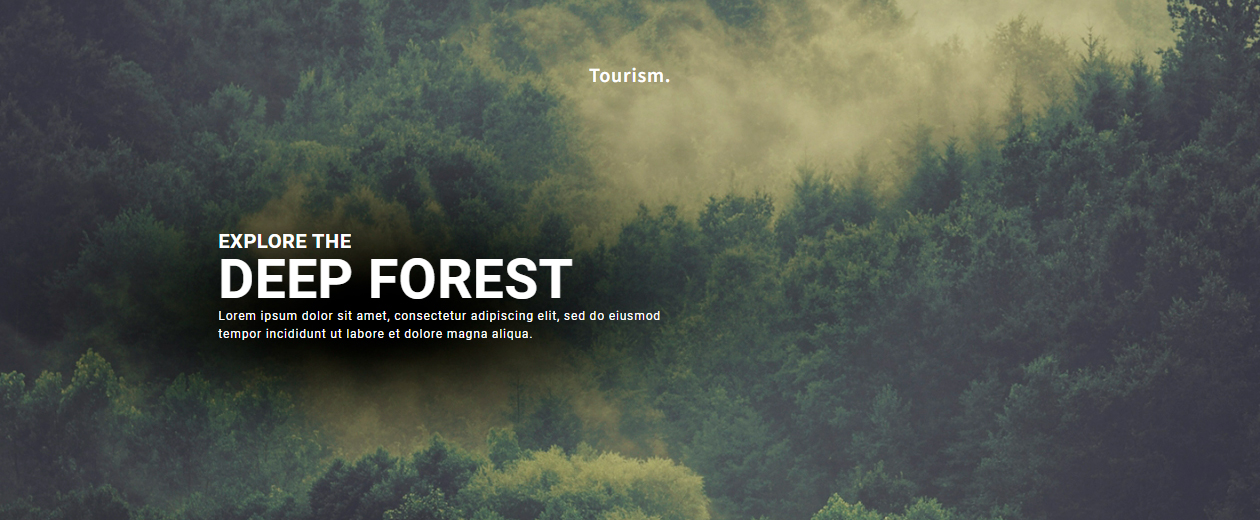 Tourism.
EXPLORE THE
DEEP FOREST
Lorem ipsum dolor sit amet, consectetur adipiscing elit, sed do eiusmod
tempor incididunt ut labore et dolore magna aliqua.